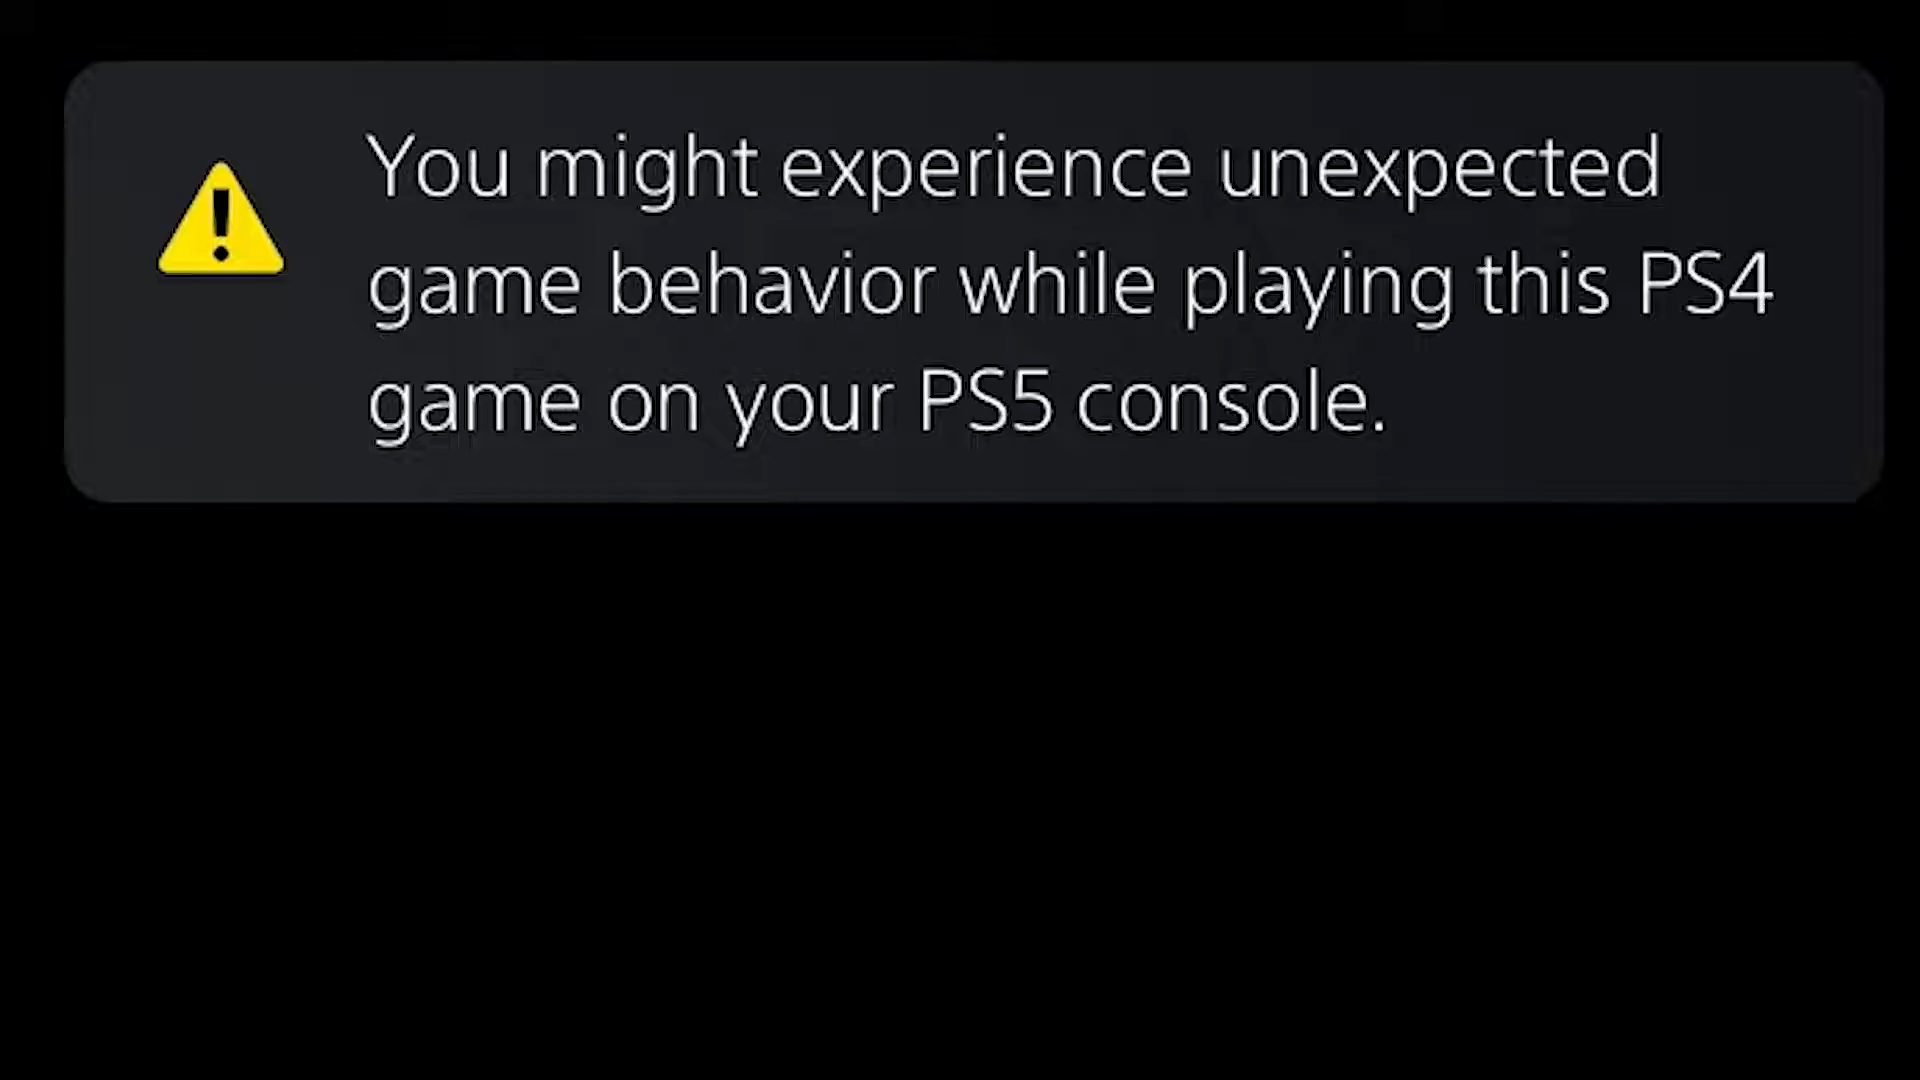 You might experience unexpected
game behavior while playing this PS4
game on your PS5 console.